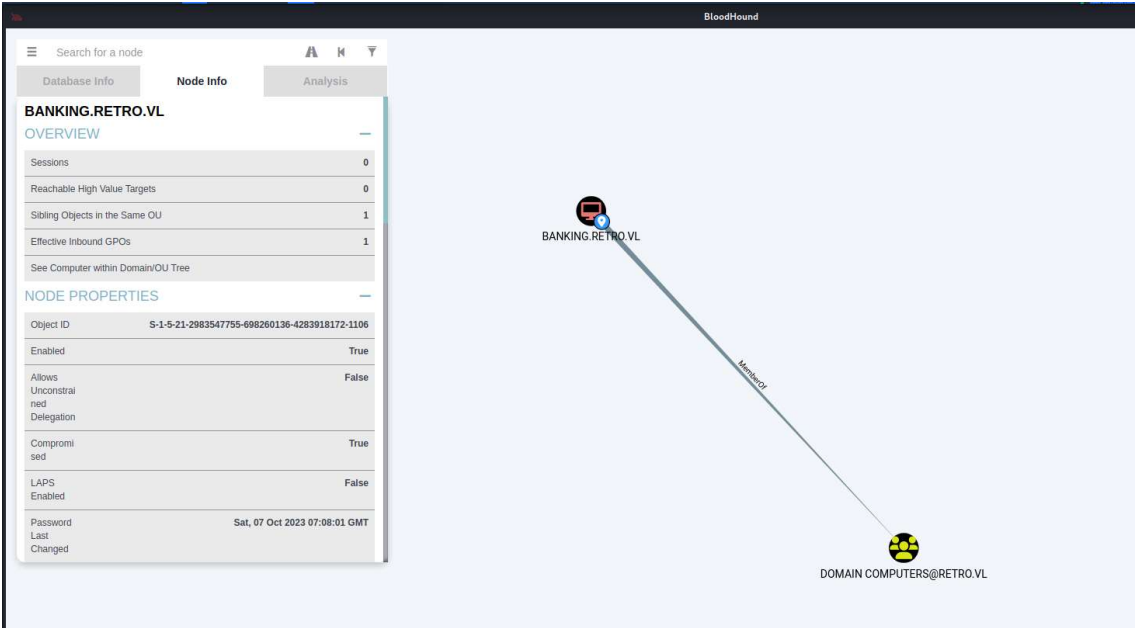 BloodHound
Search for a node
Database Info Node Info Analysis
BANKING.RETRO.VL
OVERVIEW
Sessions 0
Reachable High Value Targets 0
Sibling Objects in the Same OU 1
Effective Inbound GPOs 1
See Computer within Domain/OU Tree
NODE PROPERTIES
Object ID S-1-5-21-2983547755-698260136-4283918172-1106
Enabled True
Allows False
Unconstrai
ned
Delegation
Compromi True
sed
LAPS False
Enabled
Password Sat, 07 Oct 2023 07:08:01 GMT
Last
Changed
BANKING.RETRO.VL
MemberOf
DOMAIN COMPUTERS@RETRO.VL